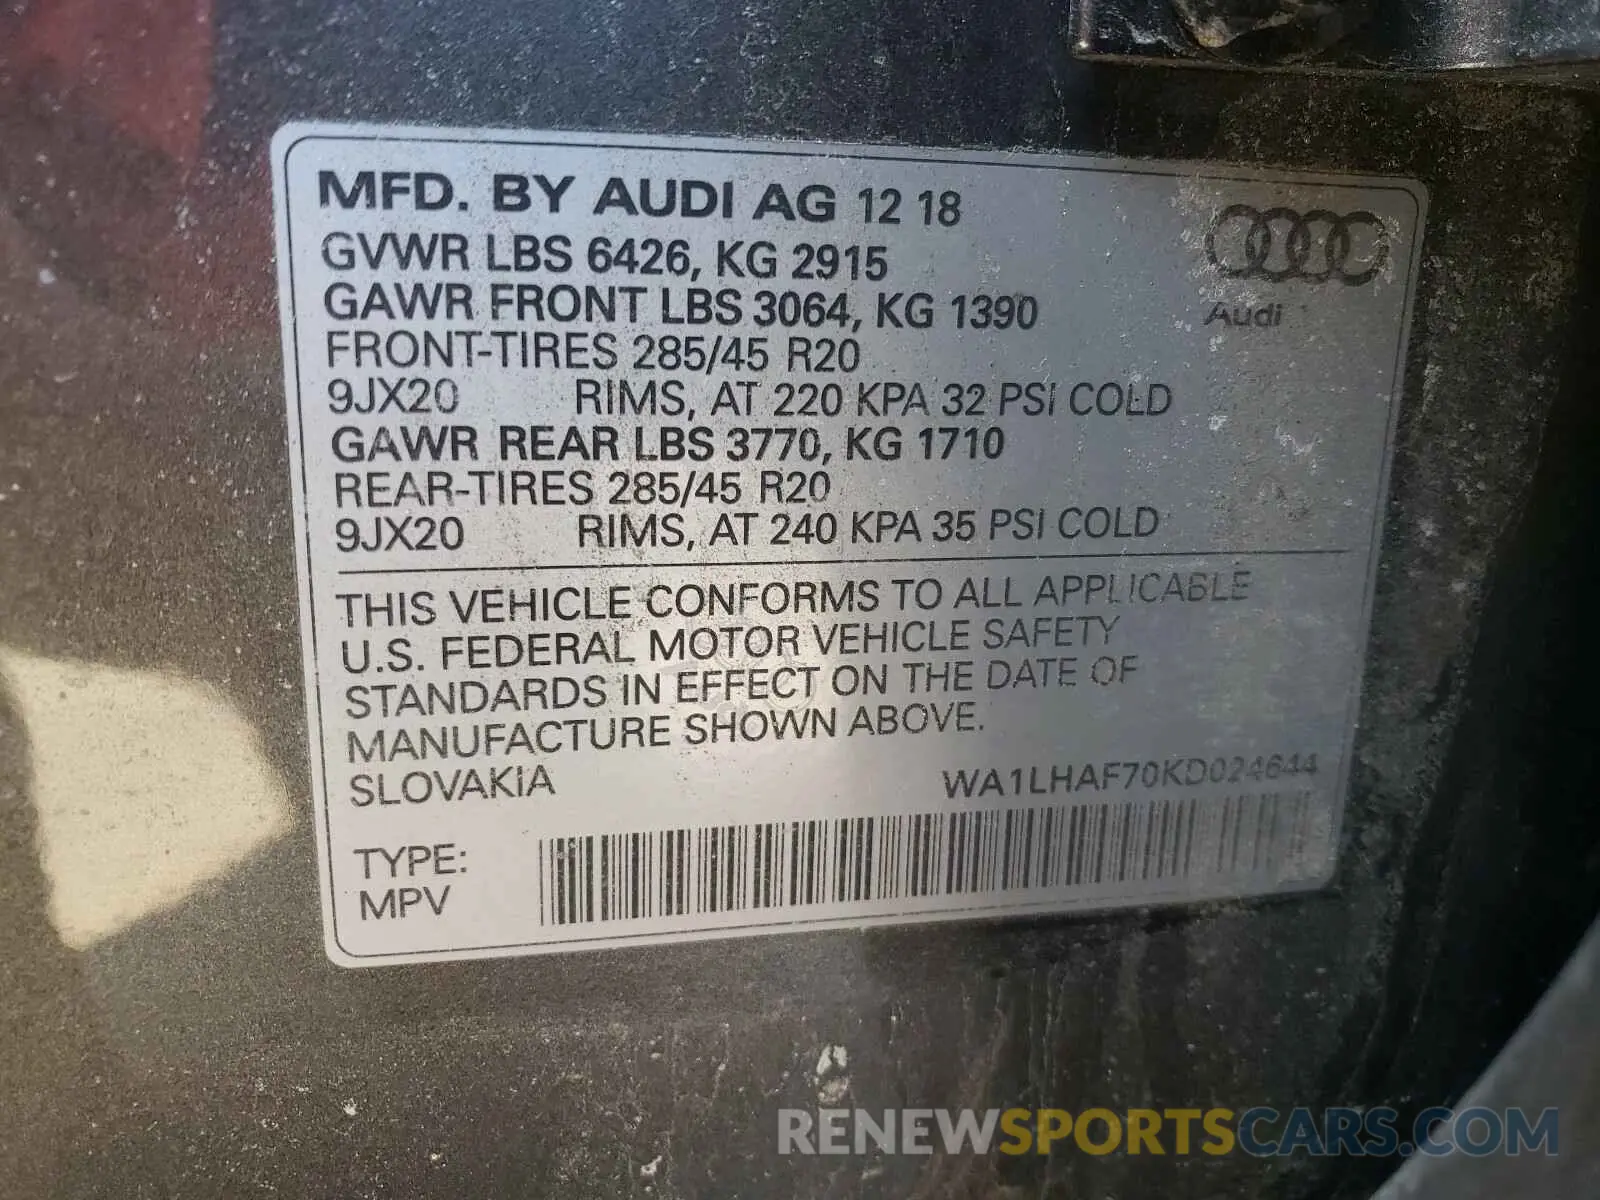 MFD. BY AUDI AG 12 18
GVWR LBS 6426, KG 2915
GAWR FRONT LBS 3064, KG 1390
FRONT-TIRES 285/45 R20
9JX20 RIMS, AT 220 KPA 32 PSI COLD
GAWR REAR LBS 3770, KG 1710
REAR-TIRES 285/45 R20
9JX20 RIMS, AT 240 KPA 35 PSI COLD
Audi
THIS VEHICLE CONFORMS TO ALL APPLICABLE
U.S. FEDERAL MOTOR VEHICLE SAFETY
STANDARDS IN EFFECT ON THE DATE OF
MANUFACTURE SHOWN ABOVE.
SLOVAKIA WA1LHAF70KD024644
TYPE:
MPV
RENEWSPORTSCARS.COM